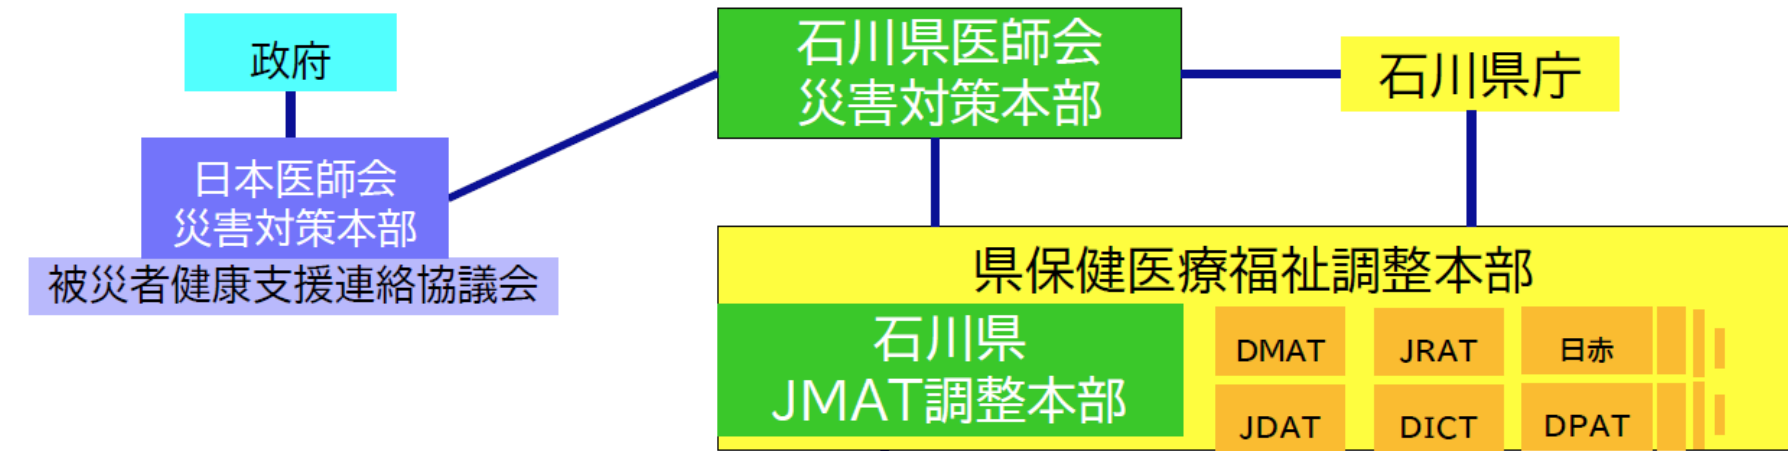 政府
石川県医師会
災害対策本部
石川県庁
日本医師会
災害対策本部
被災者健康支援連絡協議会
県保健医療福祉調整本部
石川県
JMAT調整本部
DMAT
JRAT
日赤
JDAT
DICT
DPAT